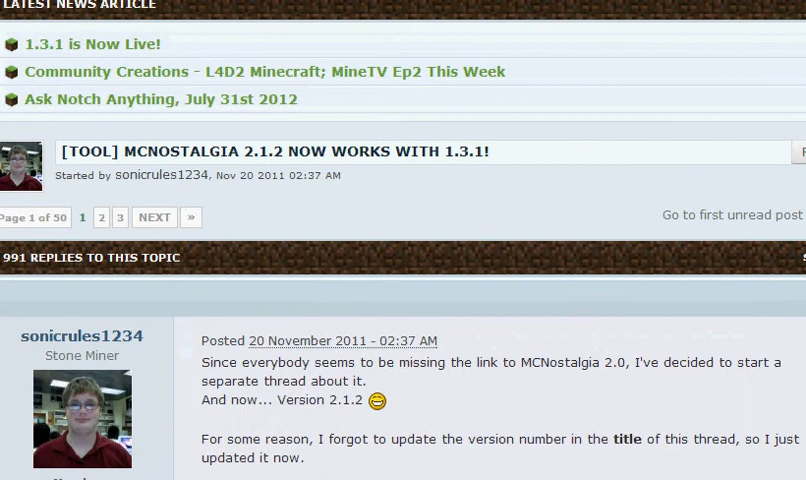 LATEST NEWS ARTICLE
1.3.1 is Now Live!
Community Creations - L4D2 Minecraft; MineTV Ep2 This Week
Ask Notch Anything, July 31st 2012
[TOOL] MCNOSTALGIA 2.1.2 NOW WORKS WITH 1.3.1!
Started by sonicrules1234, Nov 20 2011 02:37 AM
Page 1 of 50 1 2 3 NEXT »
Go to first unread post
991 REPLIES TO THIS TOPIC
sonicrules1234
Stone Miner
Posted 20 November 2011 - 02:37 AM
Since everybody seems to be missing the link to MCNostalgia 2.0, I've decided to start a
separate thread about it.
And now... Version 2.1.2
For some reason, I forgot to update the version number in the title of this thread, so I just
updated it now.